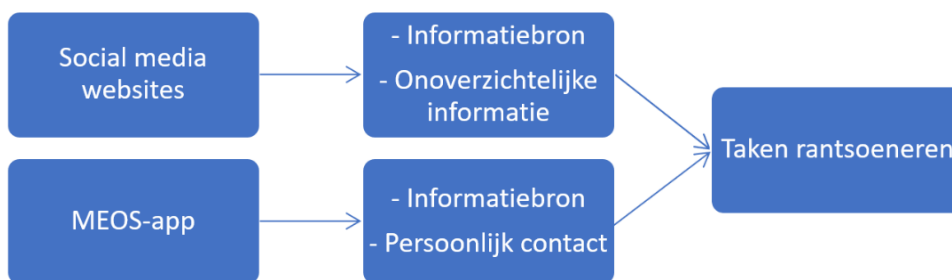 Social media
websites
- Informatiebron
- Onoverzichtelijke
informatie
Taken rantsoeneren
MEOS-app
- Informatiebron
- Persoonlijk contact